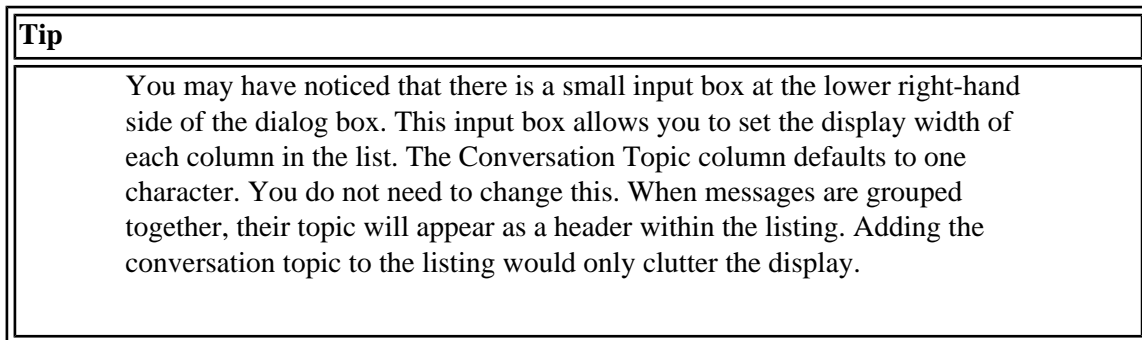 Tip
You may have noticed that there is a small input box at the lower right-hand
side of the dialog box. This input box allows you to set the display width of
each column in the list. The Conversation Topic column defaults to one
character. You do not need to change this. When messages are grouped
together, their topic will appear as a header within the listing. Adding the
conversation topic to the listing would only clutter the display.